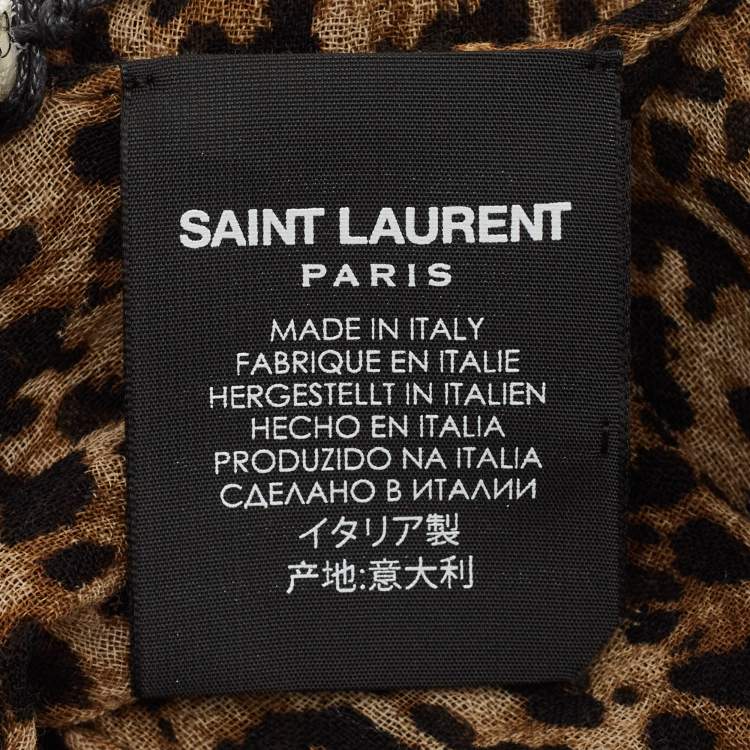 SAINT LAURENT
PARIS
MADE IN ITALY
FABRIQUE EN ITALIE
HERGESTELLT IN ITALIEN
HECHO EN ITALIA
PRODUZIDO NA ITALIA
СДЕЛАНО В ИТАЛИИ
イタリア製
产地:意大利